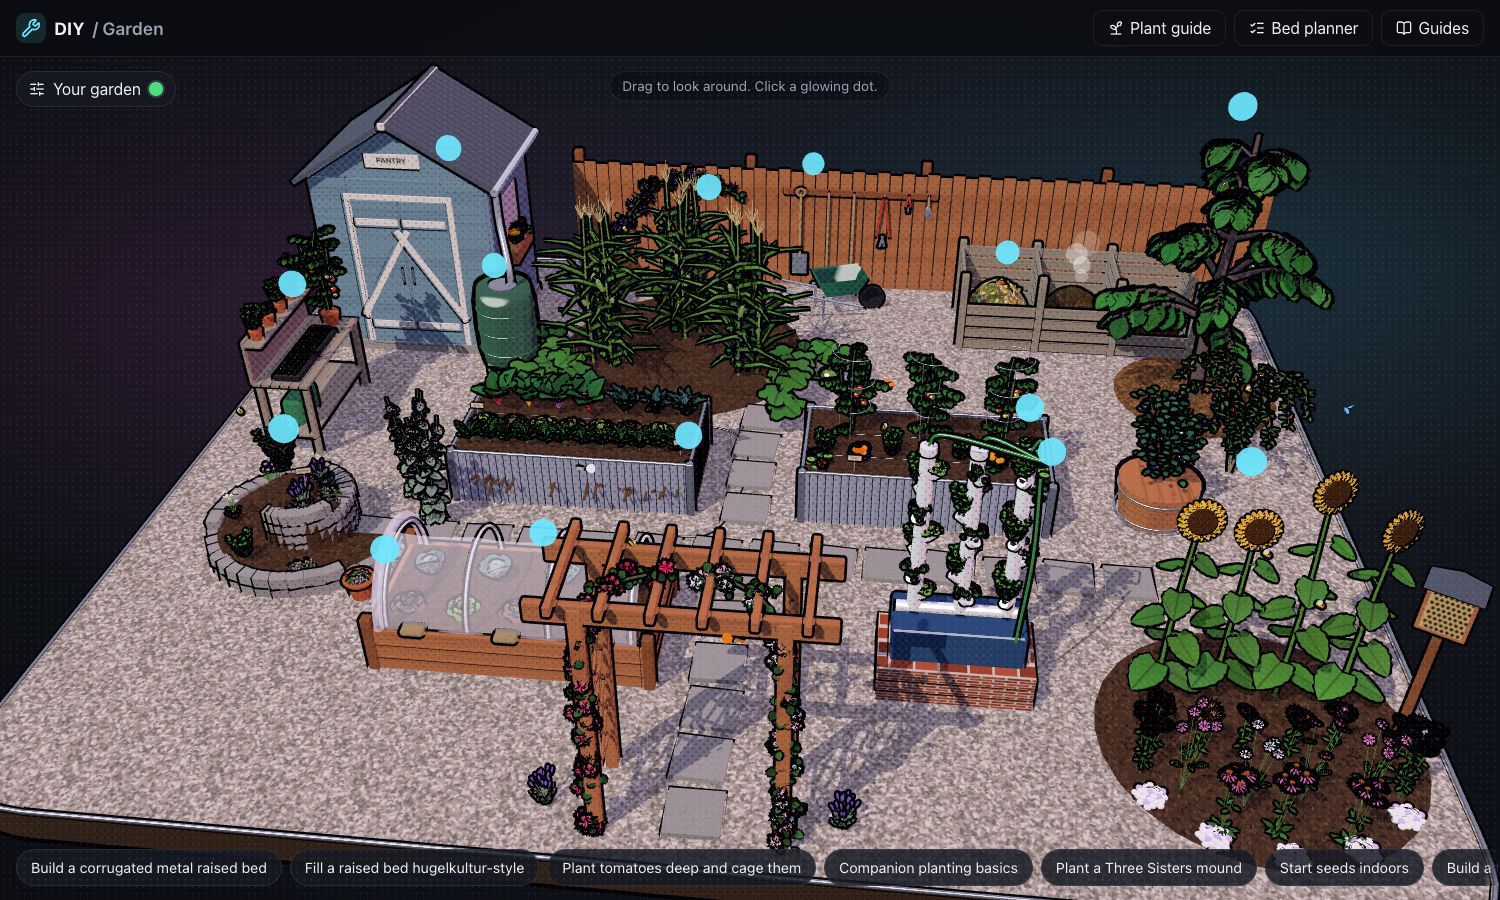 DIY / Garden
Plant guide
Bed planner
Guides
Your garden
Drag to look around. Click a glowing dot.
PANTRY
Build a corrugated metal raised bed
Fill a raised bed hugelkultur-style
Plant tomatoes deep and cage them
Companion planting basics
Plant a Three Sisters mound
Start seeds indoors
Build a